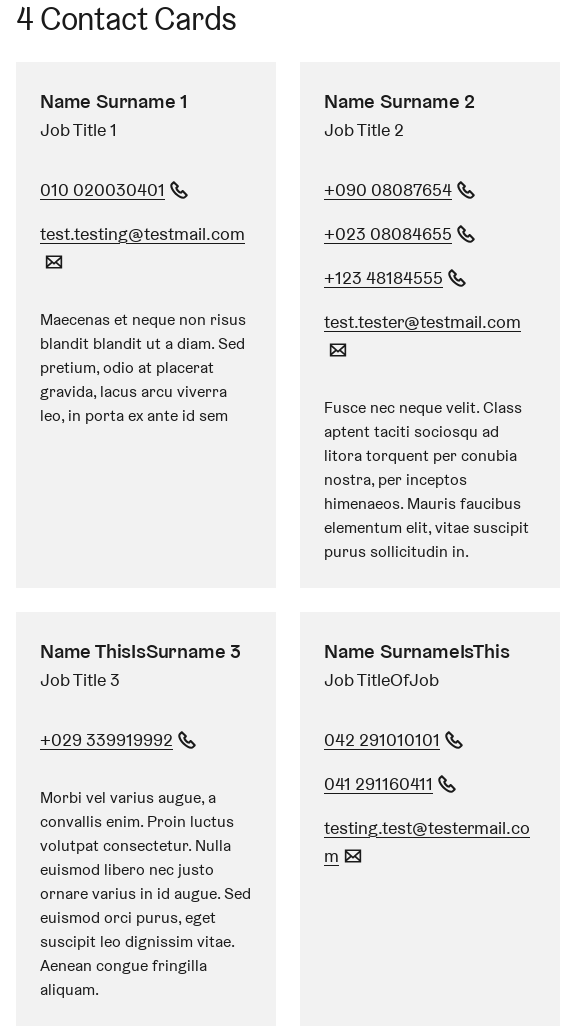 4 Contact Cards
Name Surname 1
Job Title 1
010 020030401
test.testing@testmail.com
Maecenas et neque non risus
blandit blandit ut a diam. Sed
pretium, odio at placerat
gravida, lacus arcu viverra
leo, in porta ex ante id sem
Name Surname 2
Job Title 2
+090 08087654
+023 08084655
+123 48184555
test.tester@testmail.com
Fusce nec neque velit. Class
aptent taciti sociosqu ad
litora torquent per conubia
nostra, per inceptos
himenaeos. Mauris faucibus
elementum elit, vitae suscipit
purus sollicitudin in.
Name ThisIsSurname 3
Job Title 3
+029 339919992
Morbi vel varius augue, a
convallis enim. Proin luctus
volutpat consectetur. Nulla
euismod libero nec justo
ornare varius in id augue. Sed
euismod orci purus, eget
suscipit leo dignissim vitae.
Aenean congue fringilla
aliquam.
Name SurnameIsThis
Job TitleOfJob
042 291010101
041 291160411
testing.test@testermail.co
m